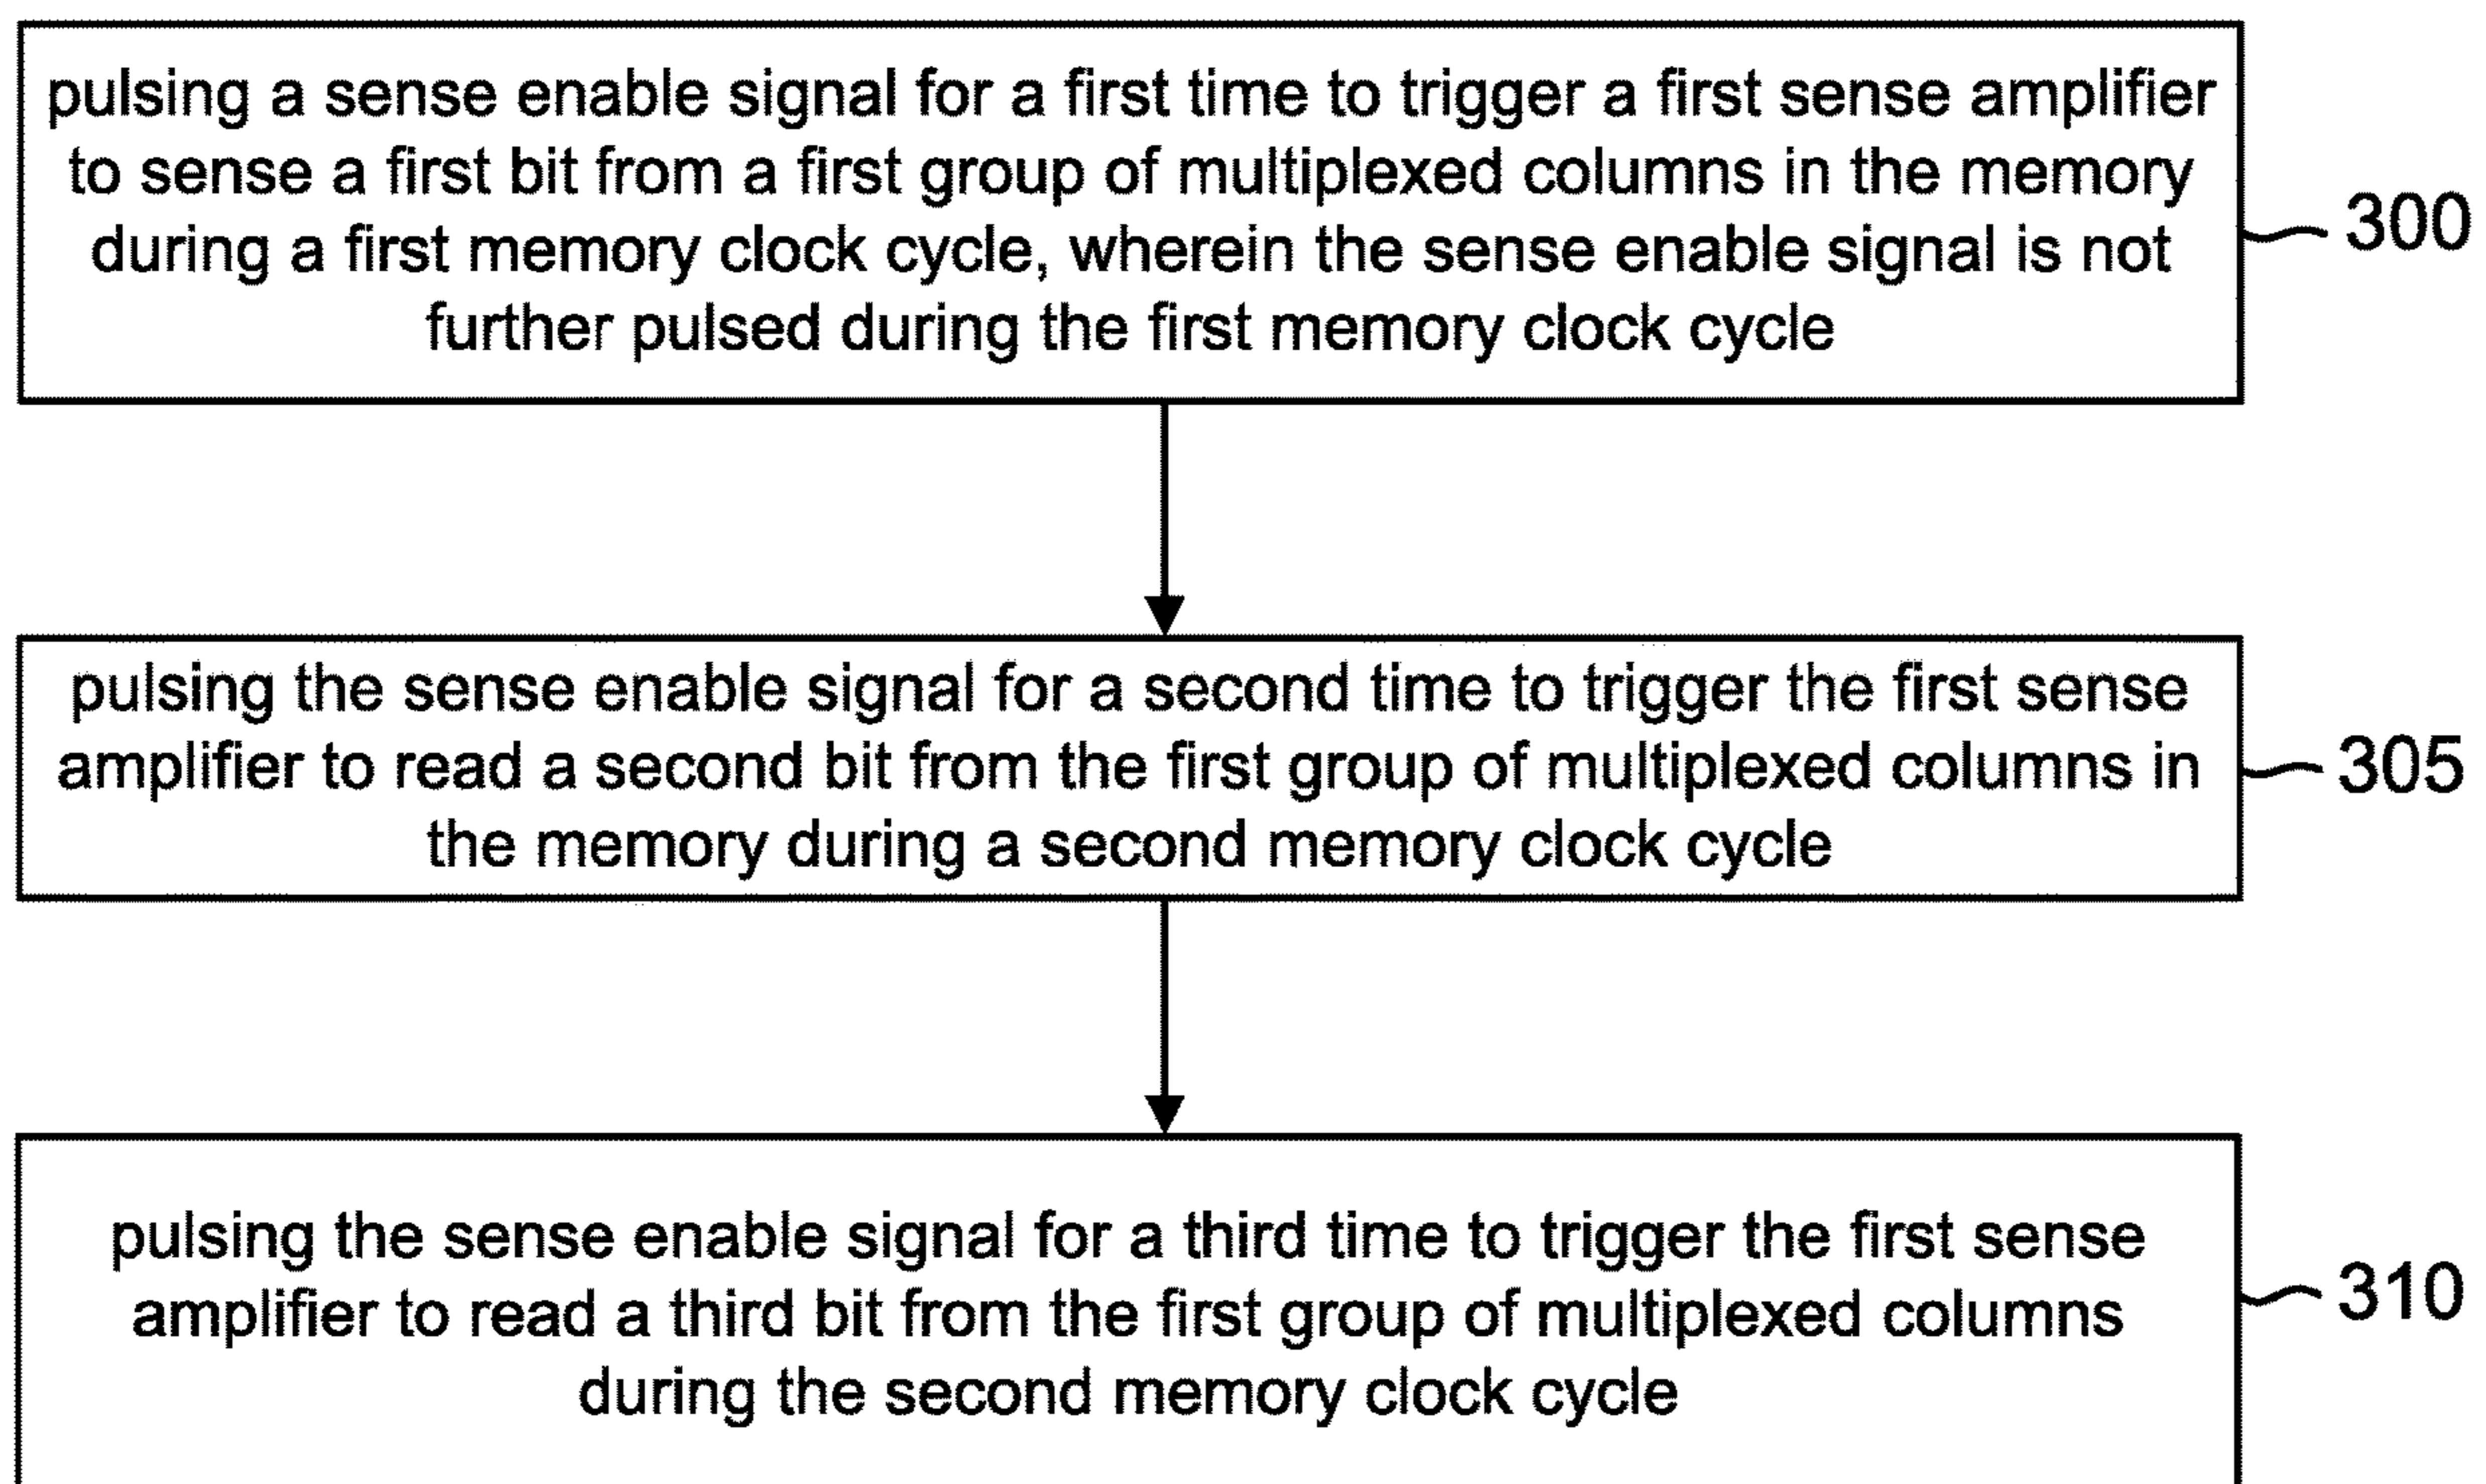 pulsing a sense enable signal for a first time to trigger a first sense amplifier
to sense a first bit from a first group of multiplexed columns in the memory
during a first memory clock cycle, wherein the sense enable signal is not
further pulsed during the first memory clock cycle
300
pulsing the sense enable signal for a second time to trigger the first sense
amplifier to read a second bit from the first group of multiplexed columns in
the memory during a second memory clock cycle
305
pulsing the sense enable signal for a third time to trigger the first sense
amplifier to read a third bit from the first group of multiplexed columns
during the second memory clock cycle
310